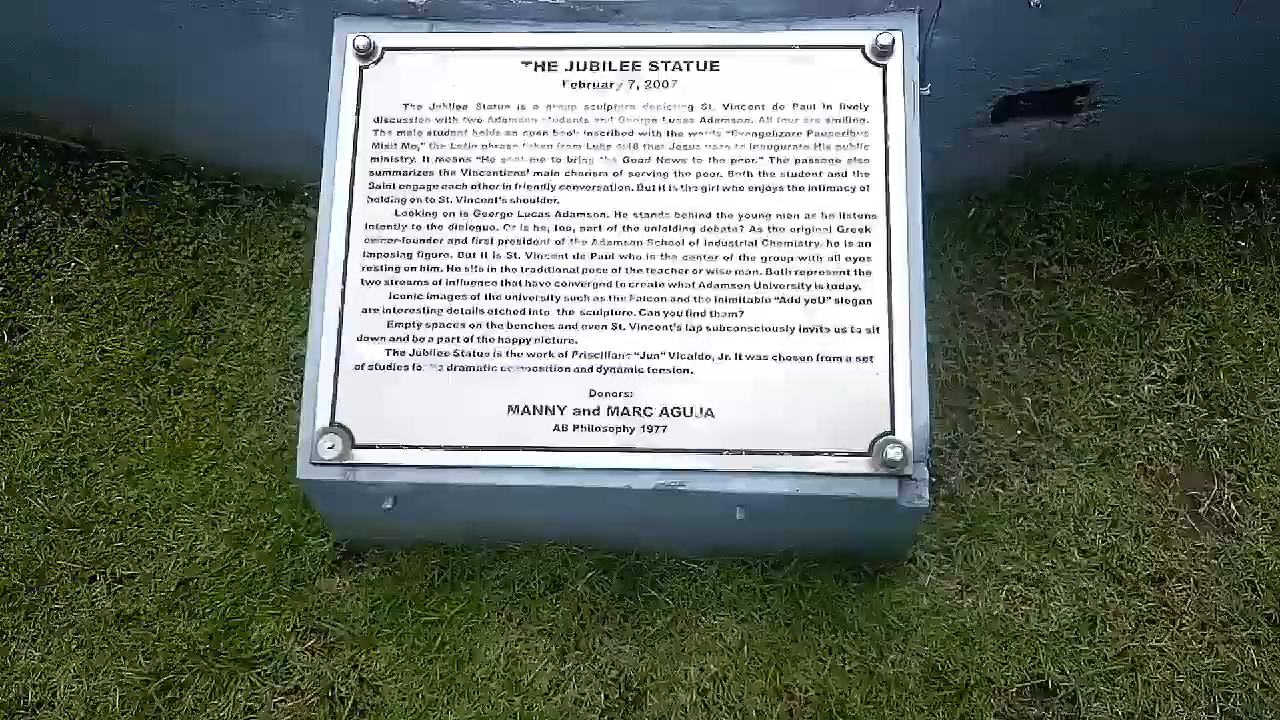 THE JUBILEE STATUE
February 7, 2007
The Jubilee Statue is a group sculpture depicting St. Vincent de Paul in lively
discussion with two Adamson students and George Lucas Adamson. All four are smiling.
The male student holds an open book inscribed with the words "Evangelizare Pauperibus
Misit Me," the Latin phrase taken from Luke 4:18 that Jesus uses to inaugurate His public
ministry. It means "He sent me to bring the Good News to the poor." The passage also
summarizes the Vincentians' main charism of serving the poor. Both the student and the
Saint engage each other in friendly conversation. But it is the girl who enjoys the intimacy of
holding on to St. Vincent's shoulder.
Looking on is George Lucas Adamson. He stands behind the young men as he listens
intently to the dialogue. Or is he, too, part of the unfolding debate? As the original Greek
owner-founder and first president of the Adamson School of Industrial Chemistry, he is an
imposing figure. But it is St. Vincent de Paul who is the center of the group with all eyes
resting on him. He sits in the traditional pose of the teacher or wise man. Both represent the
two streams of influence that have converged to create what Adamson University is today.
Iconic images of the university such as the Falcon and the inimitable "Add yoU" slogan
are interesting details etched into the sculpture. Can you find them?
Empty spaces on the benches and even St. Vincent's lap subconsciously invite us to sit
down and be a part of the happy picture.
The Jubilee Statue is the work of "Jun" Vicaldo, Jr. It was chosen from a set
of studies for its dramatic composition and dynamic tension.
Donors:
MANNY and MARC AGUJA
AB Philosophy 1977